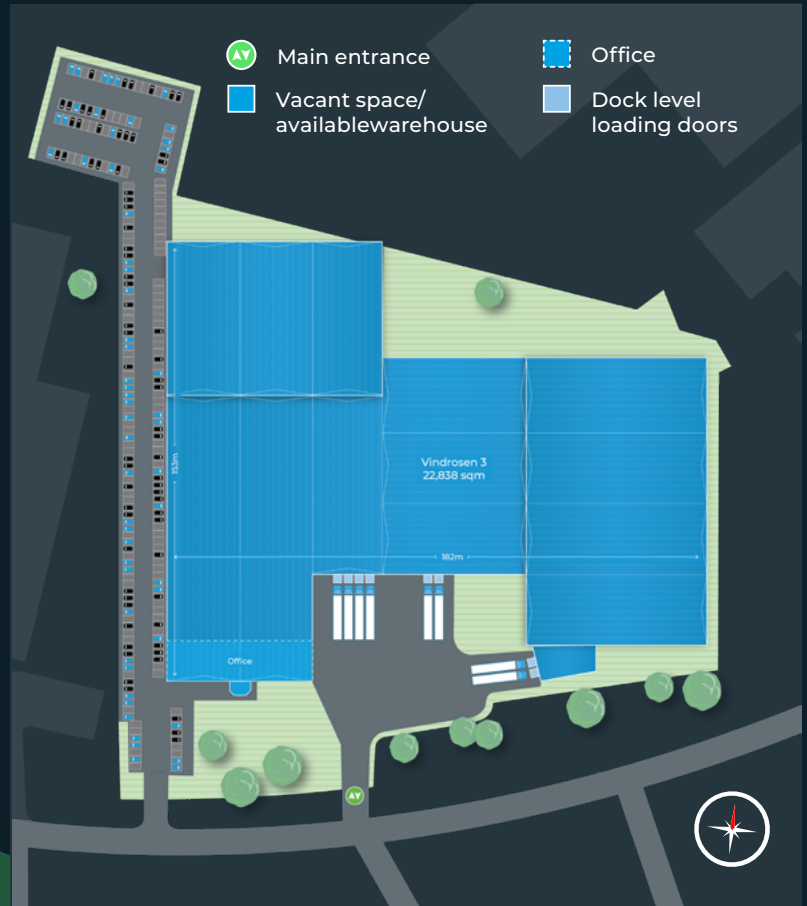 Main entrance
Office
Vacant space/
availablewarehouse
Dock level
loading doors
153m
Vindrosen 3
22,838 sqm
182m
Office